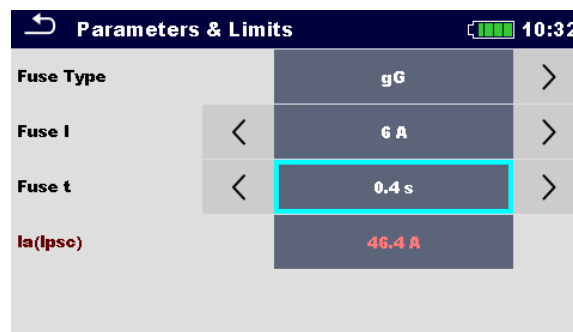 Parameters & Limits 10:32
Fuse Type gG
Fuse I 6 A
Fuse t 0.4 s
Ia(Ipsc) 46.4 A